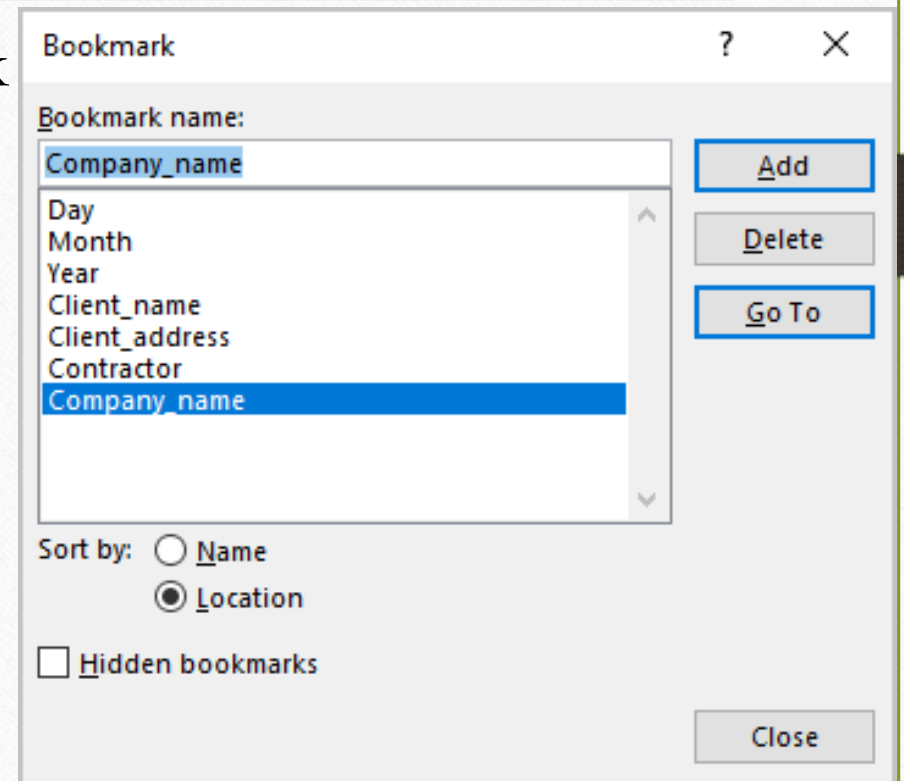 Bookmark
?
Bookmark name:
Company_name
Add
Day
Month
Year
Client_name
Client_address
Contractor
Company_name
Delete
Go To
Sort by:
Name
Location
Hidden bookmarks
Close